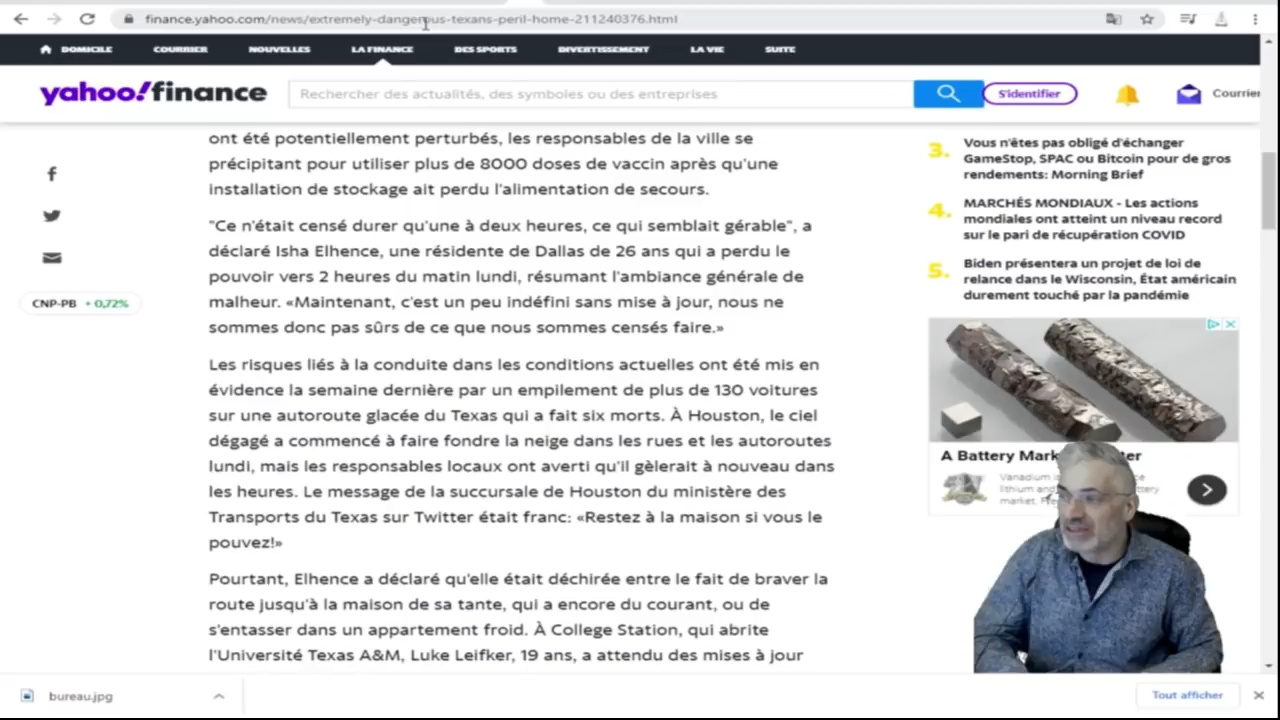 finance.yahoo.com/news/extremely-dangerous-texans-peril-home-211240376.html
DOMICILE COURRIER NOUVELLES LA FINANCE DES SPORTS DIVERTISSEMENT LA VIE SUITE
yahoo!finance
Rechercher des actualités, des symboles ou des entreprises
S'identifier
Courrier
ont été potentiellement perturbés, les responsables de la ville se
précipitant pour utiliser plus de 8000 doses de vaccin après qu'une
installation de stockage ait perdu l'alimentation de secours.
"Ce n'était censé durer qu'une à deux heures, ce qui semblait gérable", a
déclaré Isha Elhence, une résidente de Dallas de 26 ans qui a perdu le
pouvoir vers 2 heures du matin lundi, résumant l'ambiance générale de
malheur. «Maintenant, c'est un peu indéfini sans mise à jour, nous ne
sommes donc pas sûrs de ce que nous sommes censés faire.»
Les risques liés à la conduite dans les conditions actuelles ont été mis en
évidence la semaine dernière par un empilement de plus de 130 voitures
sur une autoroute glacée du Texas qui a fait six morts. À Houston, le ciel
dégagé a commencé à faire fondre la neige dans les rues et les autoroutes
lundi, mais les responsables locaux ont averti qu'il gèlerait à nouveau dans
les heures. Le message de la succursale de Houston du ministère des
Transports du Texas sur Twitter était franc: «Restez à la maison si vous le
pouvez!»
Pourtant, Elhence a déclaré qu'elle était déchirée entre le fait de braver la
route jusqu'à la maison de sa tante, qui a encore du courant, ou de
s'entasser dans un appartement froid. À College Station, qui abrite
l'Université Texas A&M, Luke Leifker, 19 ans, a attendu des mises à jour
CNP-PB + 0,72%
3. Vous n'êtes pas obligé d'échanger
GameStop, SPAC ou Bitcoin pour de gros
rendements: Morning Brief
4. MARCHÉS MONDIAUX - Les actions
mondiales ont atteint un niveau record
sur le pari de récupération COVID
5. Biden présentera un projet de loi de
relance dans le Wisconsin, État américain
durement touché par la pandémie
A Battery
Vanadium
lithium
market.
bureau.jpg
Tout afficher